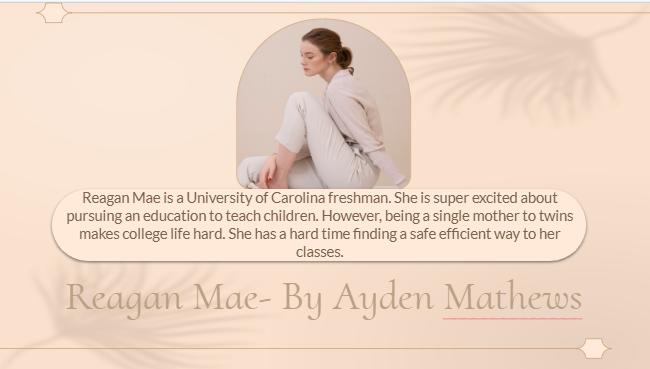 Reagan Mae is a University of Carolina freshman. She is super excited about
pursuing an education to teach children. However, being a single mother to twins
makes college life hard. She has a hard time finding a safe efficient way to her
classes.
Reagan Mae- By Ayden Mathews